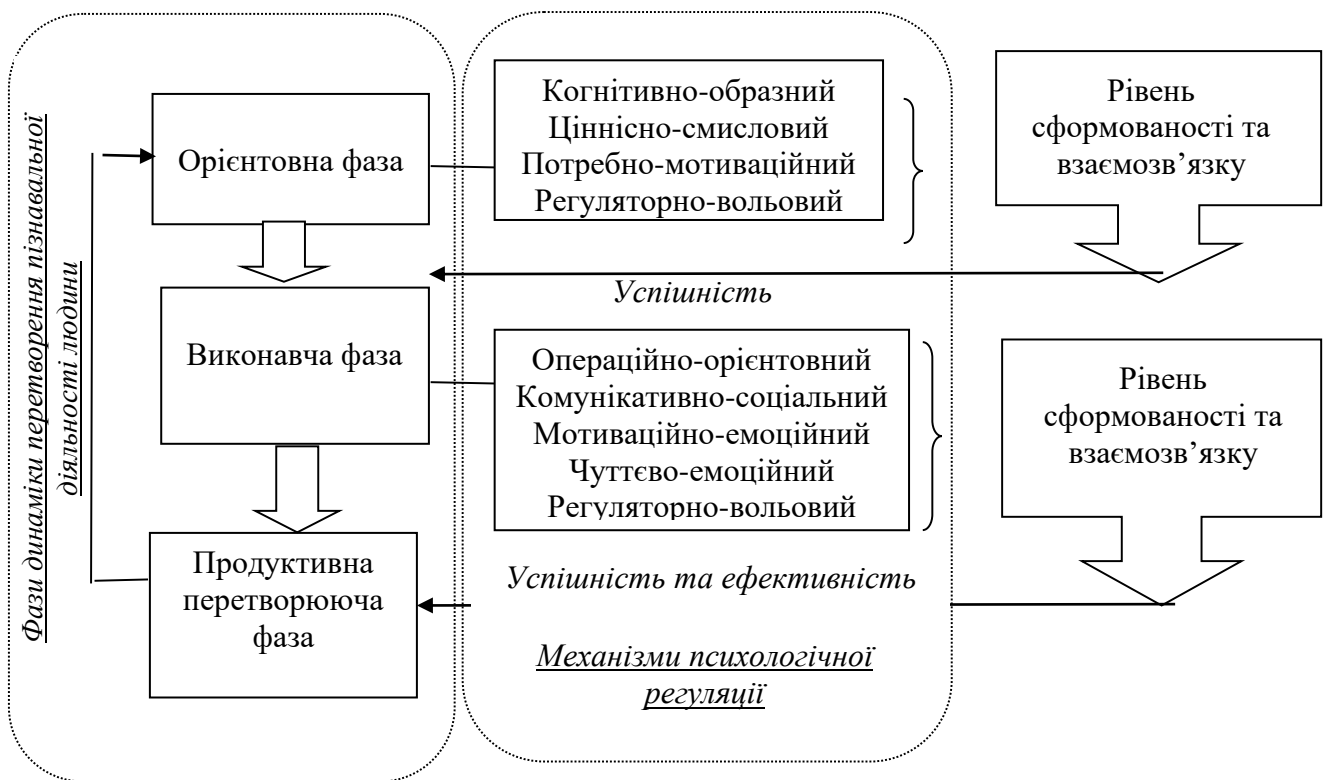 Фази динаміки перетворення пізнавальної
діяльності людини
Орієнтовна фаза
Виконавча фаза
Продуктивна
перетворююча
фаза
Когнітивно-образний
Ціннісно-смисловий
Потребно-мотиваційний
Регуляторно-вольовий
Успішність
Операційно-орієнтовний
Комунікативно-соціальний
Мотиваційно-емоційний
Чуттєво-емоційний
Регуляторно-вольовий
Успішність та ефективність
Механізми психологічної
регуляції
Рівень
сформованості та
взаємозв’язку
Рівень
сформованості та
взаємозв’язку